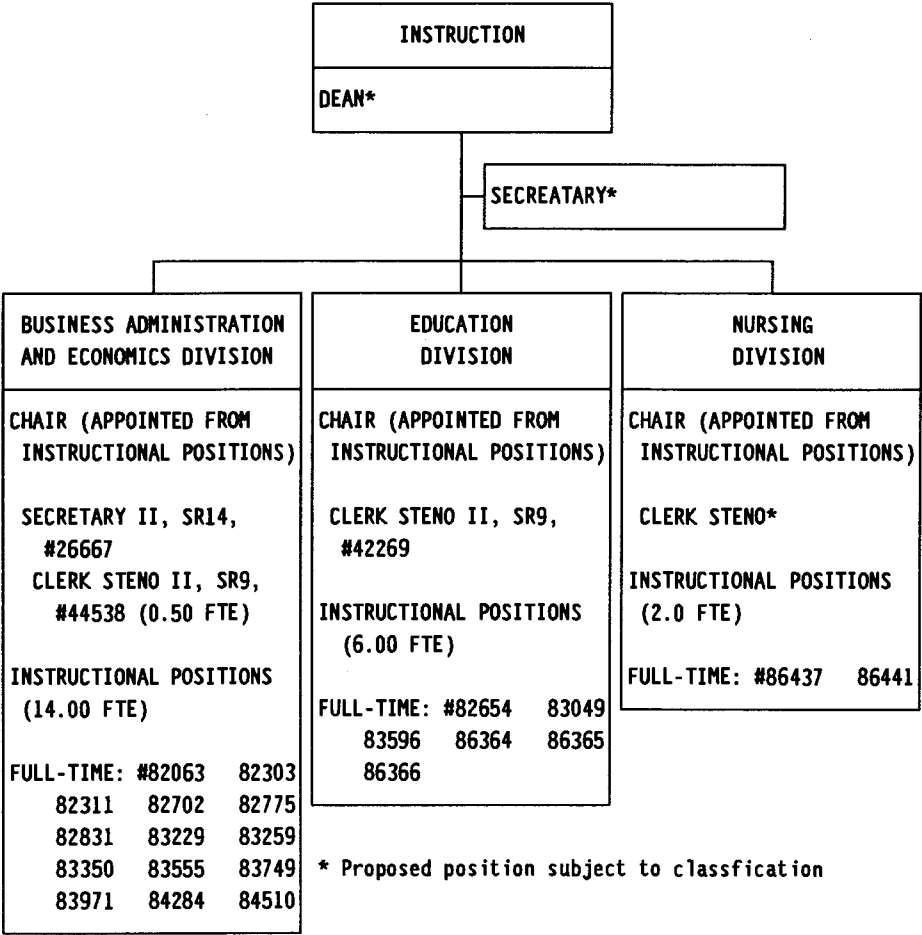 INSTRUCTION
DEAN*
SECREATARY*
BUSINESS ADMINISTRATION
AND ECONOMICS DIVISION
CHAIR (APPOINTED FROM
INSTRUCTIONAL POSITIONS)
SECRETARY II, SR14,
#26667
CLERK STENO II, SR9,
#44538 (0.50 FTE)
INSTRUCTIONAL POSITIONS
(14.00 FTE)
FULL-TIME: #82063 82303
82311 82702 82775
82831 83229 83259
83350 83555 83749
83971 84284 84510
EDUCATION
DIVISION
CHAIR (APPOINTED FROM
INSTRUCTIONAL POSITIONS)
CLERK STENO II, SR9,
#42269
INSTRUCTIONAL POSITIONS
(6.00 FTE)
FULL-TIME: #82654 83049
83596 86364 86365
86366
NURSING
DIVISION
CHAIR (APPOINTED FROM
INSTRUCTIONAL POSITIONS)
CLERK STENO*
INSTRUCTIONAL POSITIONS
(2.0 FTE)
FULL-TIME: #86437 86441
* Proposed position subject to classfication